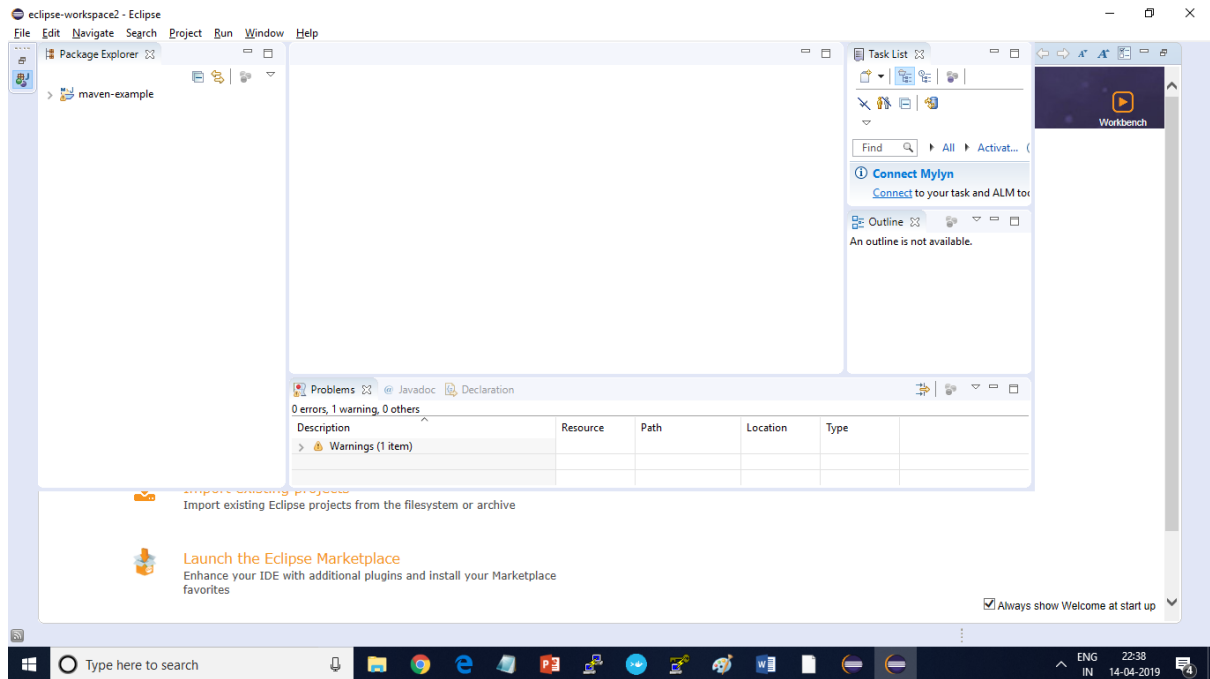 eclipse-workspace2 - Eclipse
File Edit Navigate Search Project Run Window Help
Package Explorer
maven-example
Task List
Find All Activat...
Connect Mylyn
Connect to your task and ALM too
Outline
An outline is not available.
Workbench
Problems @ Javadoc Declaration
0 errors, 1 warning, 0 others
Description Resource Path Location Type
Warnings (1 item)
Import existing projects
Import existing Eclipse projects from the filesystem or archive
Launch the Eclipse Marketplace
Enhance your IDE with additional plugins and install your Marketplace
favorites
Always show Welcome at start up
Type here to search
ENG 22:38
IN 14-04-2019
4